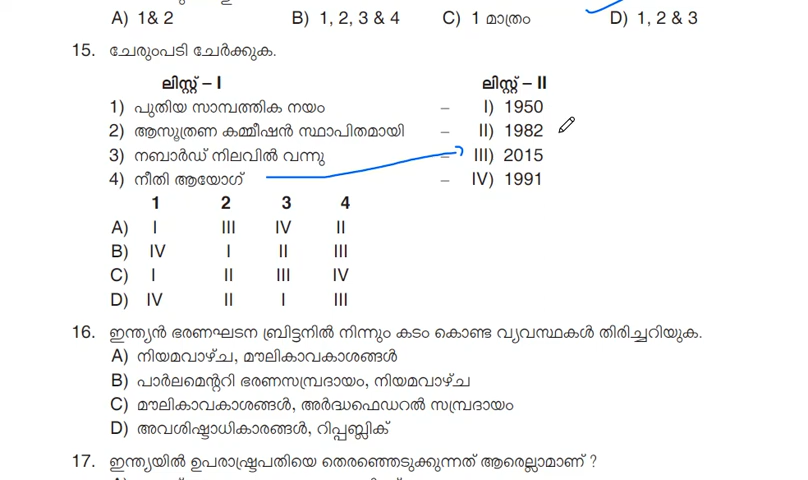 A) 1& 2 B) 1, 2, 3 & 4 C) 1 മാത്രം D) 1, 2 & 3
15. ചേരുംപടി ചേർക്കുക.
ലിസ്റ്റ് – I ലിസ്റ്റ് – II
1) പുതിയ സാമ്പത്തിക നയം – I) 1950
2) ആസൂത്രണ കമ്മീഷൻ സ്ഥാപിതമായി – II) 1982
3) നബാർഡ് നിലവിൽ വന്നു – III) 2015
4) നീതി ആയോഗ് – IV) 1991
1 2 3 4
A) I III IV II
B) IV I II III
C) I II III IV
D) IV II I III
16. ഇന്ത്യൻ ഭരണഘടന ബ്രിട്ടനിൽ നിന്നും കടം കൊണ്ട വ്യവസ്ഥകൾ തിരിച്ചറിയുക.
A) നിയമവാഴ്ച, മൗലികാവകാശങ്ങൾ
B) പാർലമെന്ററി ഭരണസമ്പ്രദായം, നിയമവാഴ്ച
C) മൗലികാവകാശങ്ങൾ, അർദ്ധഫെഡറൽ സമ്പ്രദായം
D) അവശിഷ്ടാധികാരങ്ങൾ, റിപ്പബ്ലിക്
17. ഇന്ത്യയിൽ ഉപരാഷ്ട്രപതിയെ തെരഞ്ഞെടുക്കുന്നത് ആരെല്ലാമാണ് ?